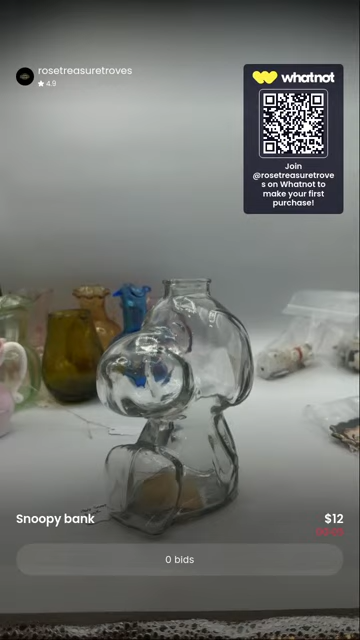 rosetreasuretroves
4.9
whatnot
Join
@rosetreasuretrove
s on Whatnot to
make your first
purchase!
Snoopy bank
$12
0 bids